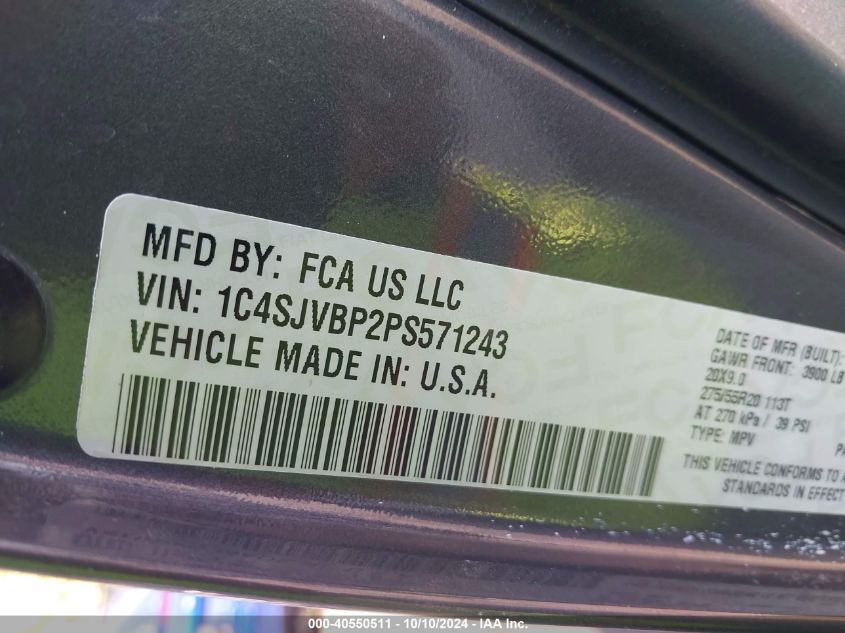 MFD BY: FCA US LLC
VIN: 1C4SJVBP2PS571243
VEHICLE MADE IN: U.S.A.
DATE OF MFR (BUILT):
GAWR FRONT: 3900 LB
20X9.0
275/55R20 113T
AT 270 kPa / 39 PSI
TYPE: MPV
THIS VEHICLE CONFORMS TO A
STANDARDS IN EFFECT
000-40550511 - 10/10/2024 - IAA Inc.